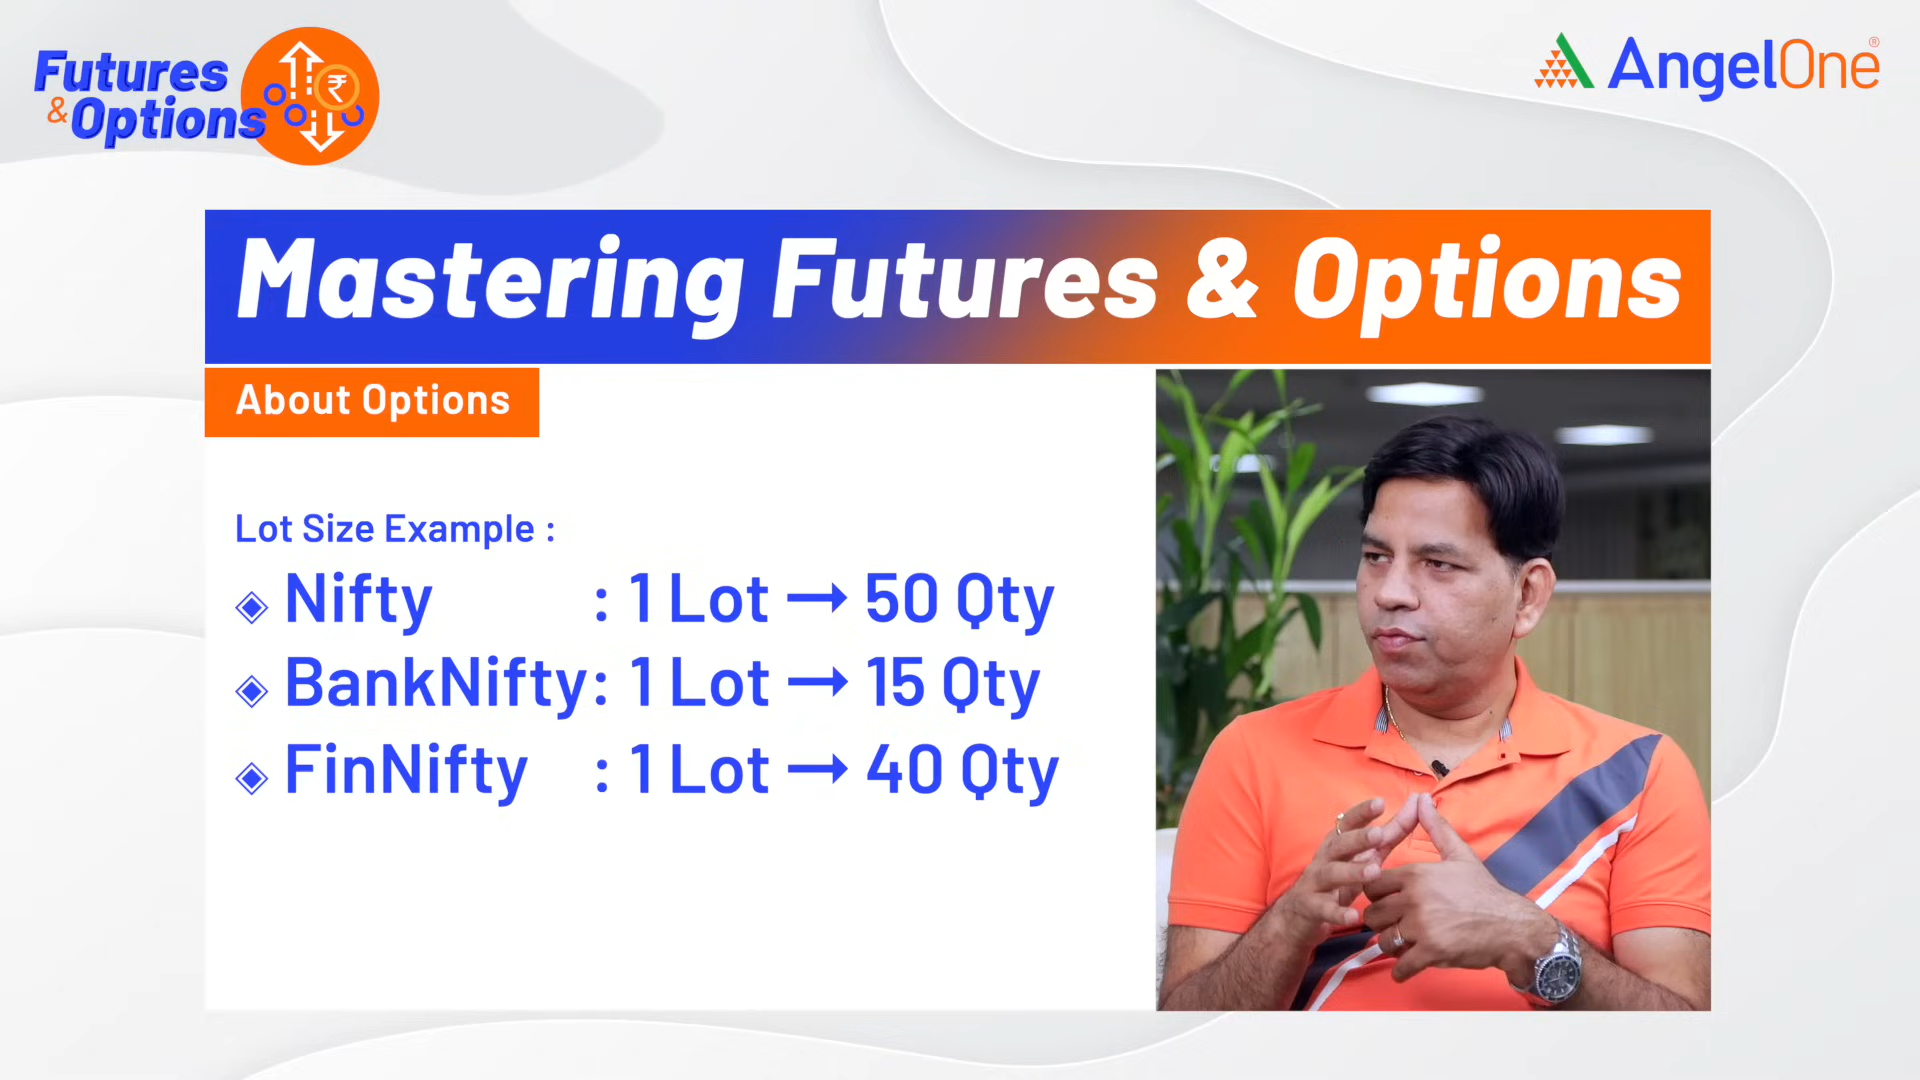 Futures
& Options
AngelOne®
Mastering Futures & Options
About Options
Lot Size Example :
◈ Nifty : 1 Lot → 50 Qty
◈ BankNifty : 1 Lot → 15 Qty
◈ FinNifty : 1 Lot → 40 Qty